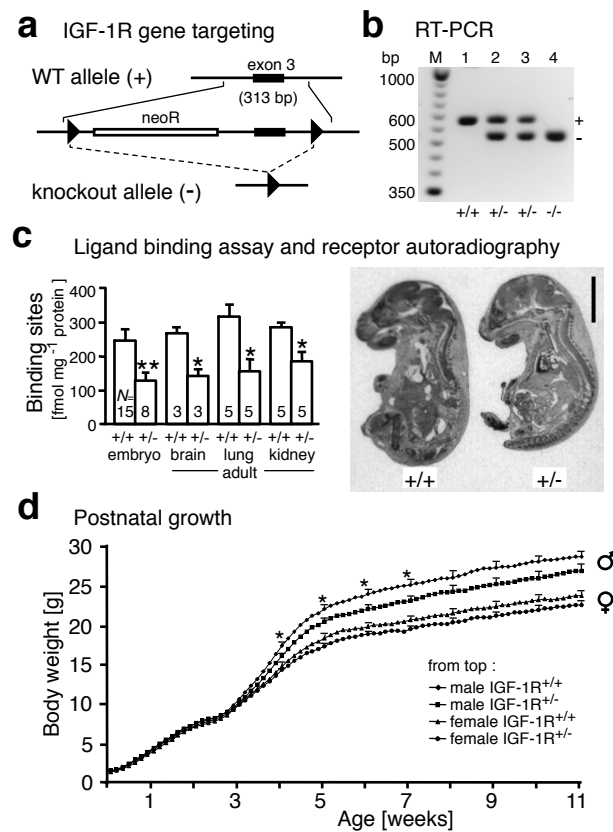 a IGF-1R gene targeting
WT allele (+)
exon 3
(313 bp)
neoR
knockout allele (-)
b RT-PCR
bp M 1 2 3 4
1000
600 +
500 -
350
+/+ +/- +/- -/-
c Ligand binding assay and receptor autoradiography
Binding sites
[fmol mg-1 protein]
400
300
200
100
0
** * * *
N=
15 8 3 3 5 5 5 5
+/+ +/- +/+ +/- +/+ +/- +/+ +/-
embryo brain lung kidney
adult
+/+ +/-
d Postnatal growth
Body weight [g]
30
25
20
15
10
5
0
* * * * *
♂
♀
from top :
male IGF-1R+/+
male IGF-1R+/-
female IGF-1R+/+
female IGF-1R+/-
1 3 5 7 9 11
Age [weeks]